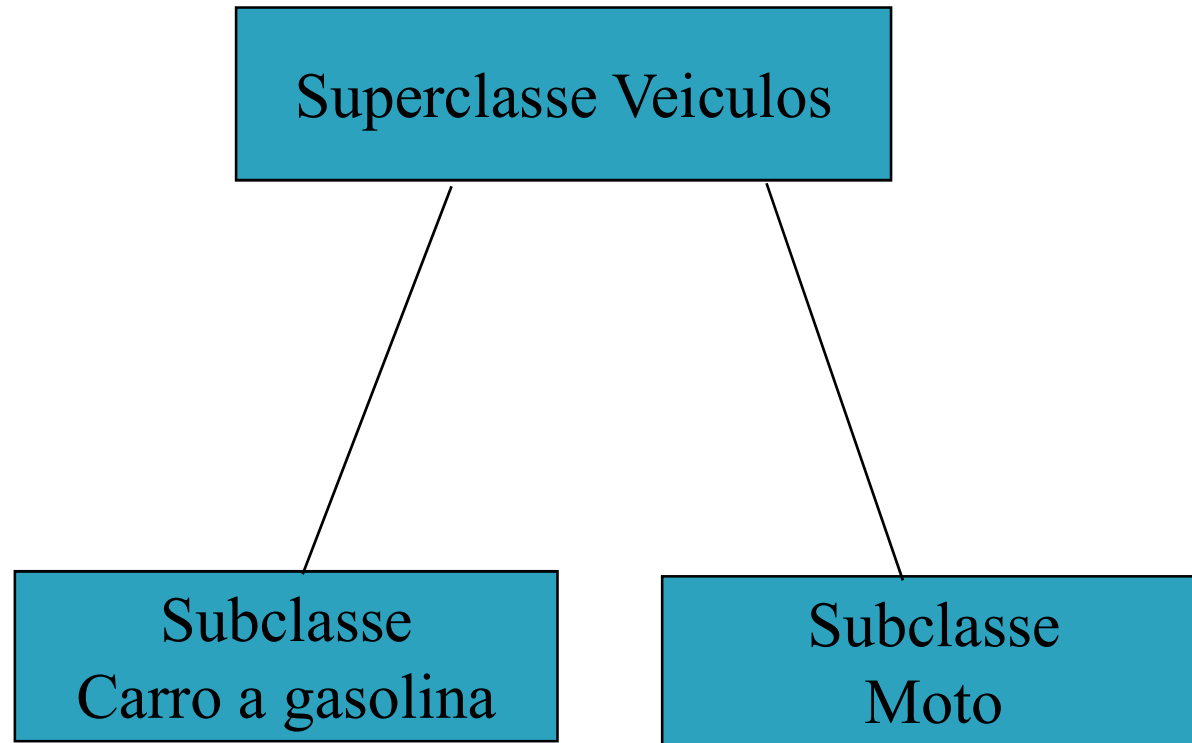 Superclasse Veiculos
Subclasse
Carro a gasolina
Subclasse
Moto